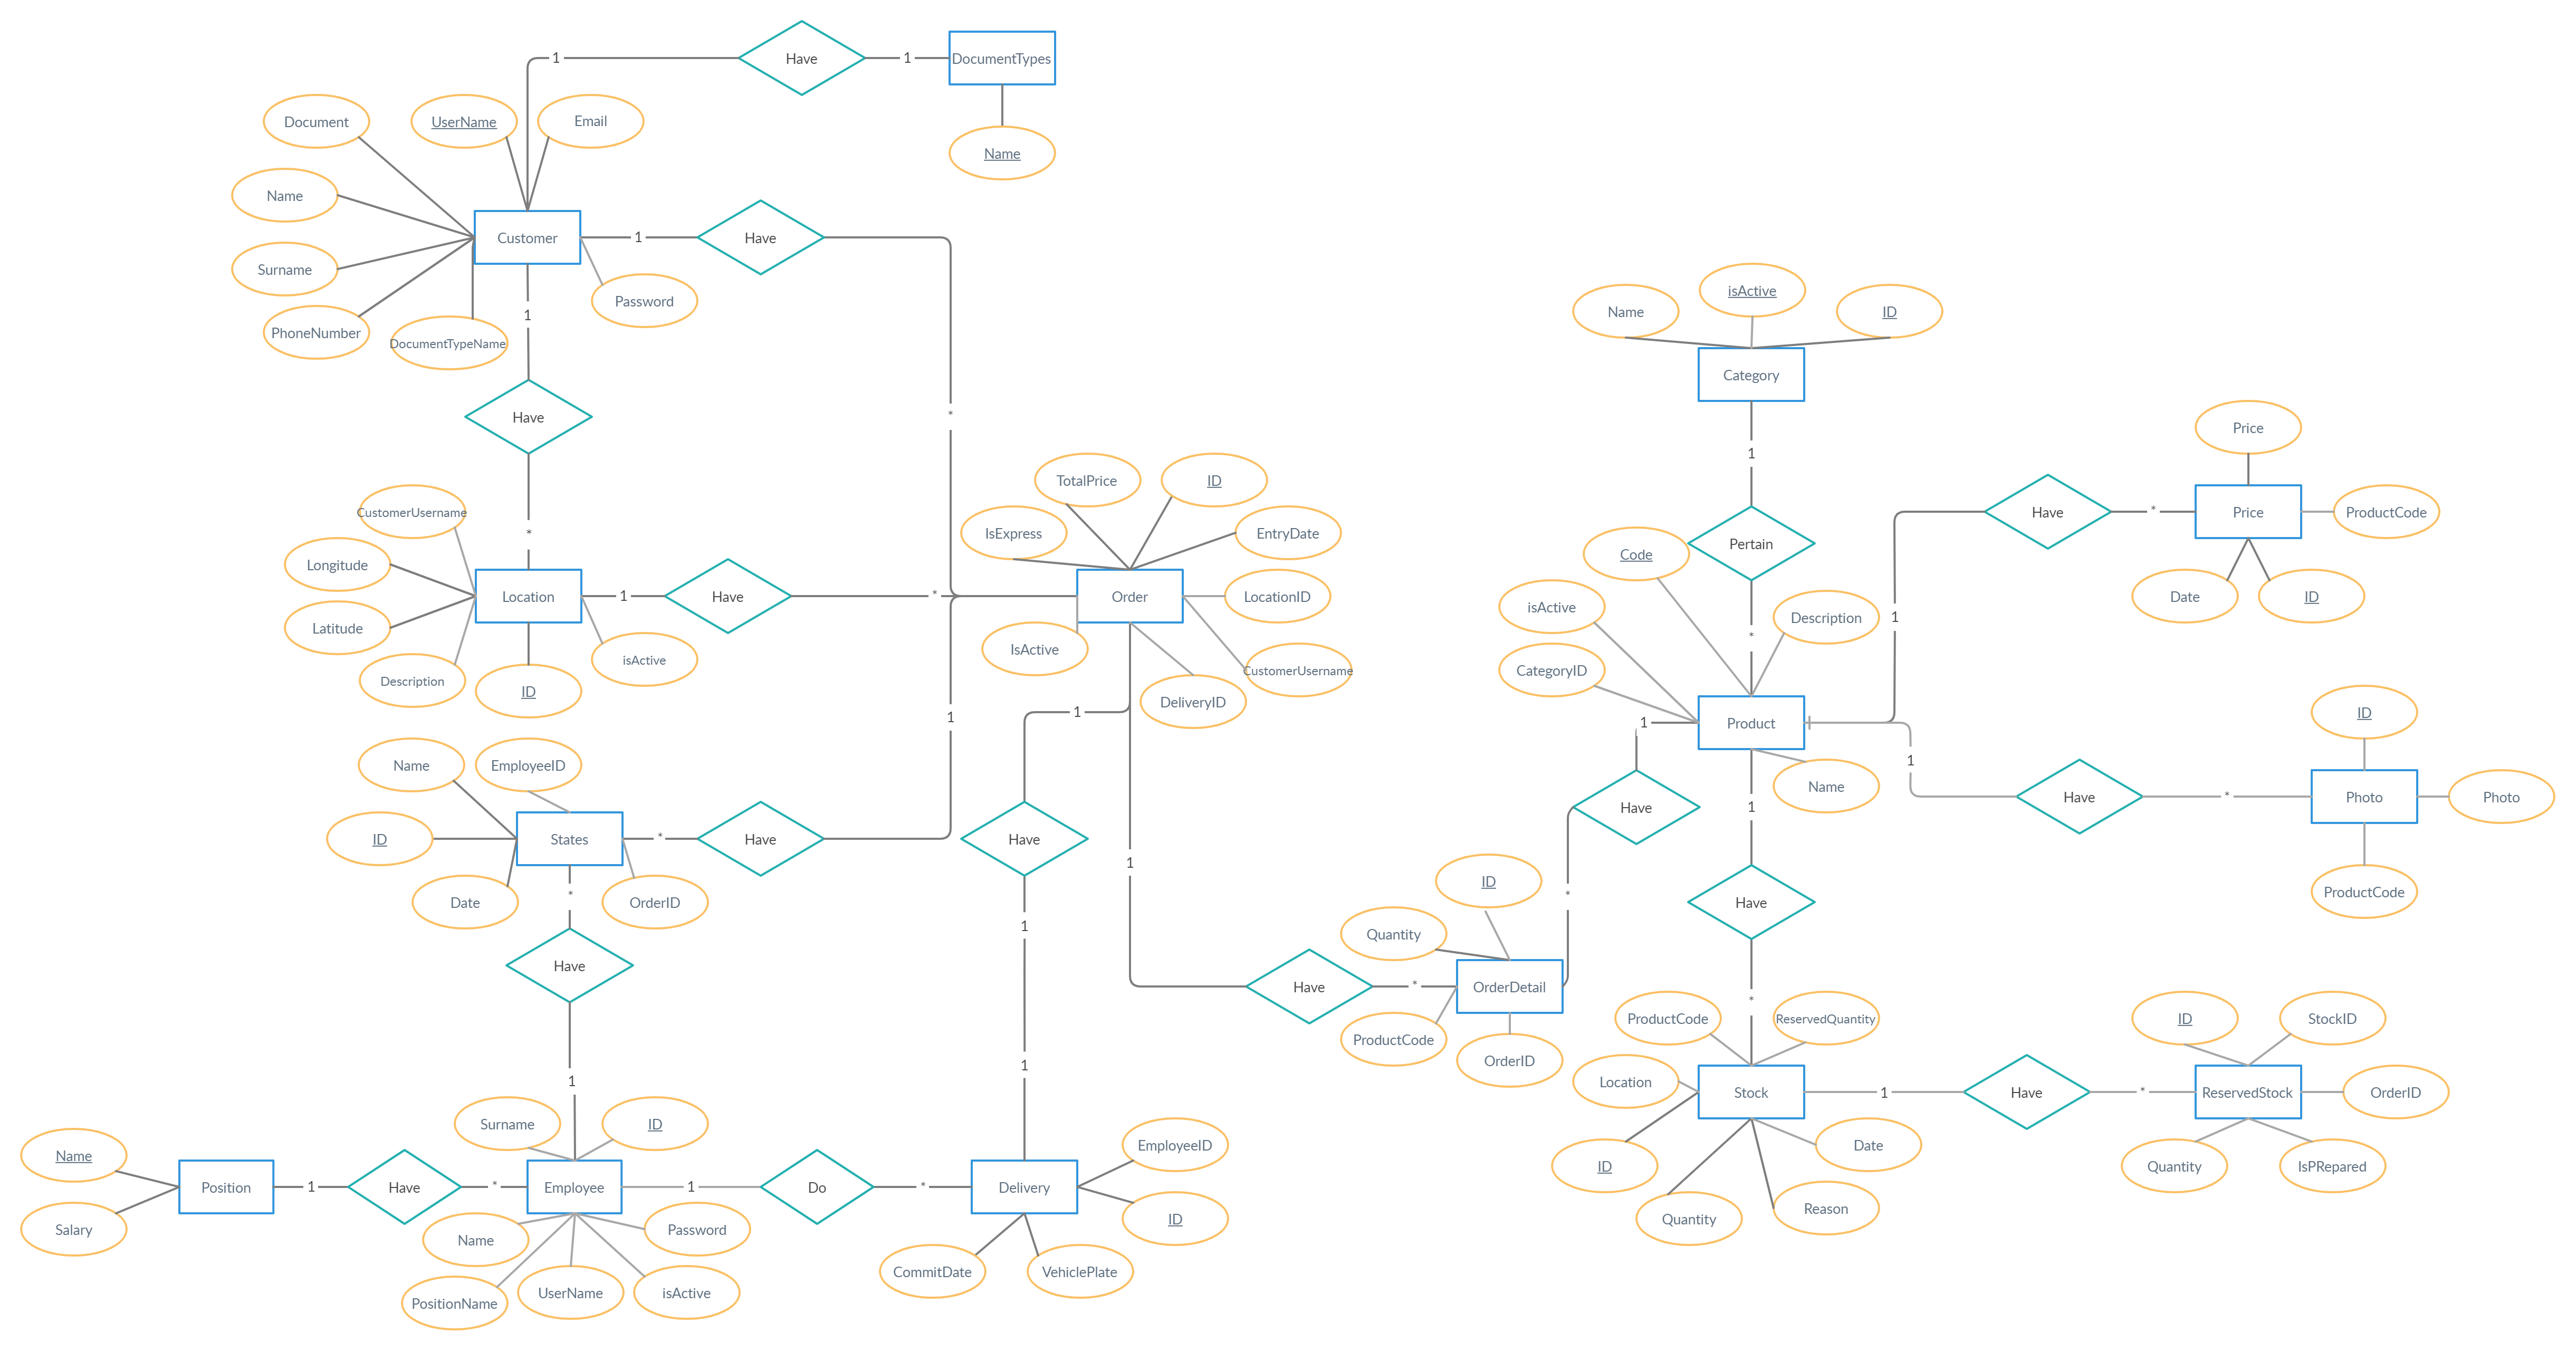 1
Have
1
DocumentTypes
Document
UserName
Email
Name
Name
Customer
1
Have
Surname
Password
PhoneNumber
DocumentTypeName
1
Have
*
*
CustomerUsername
Longitude
Location
1
Have
*
Latitude
Description
ID
isActive
TotalPrice
ID
IsExpress
EntryDate
Order
LocationID
IsActive
CustomerUsername
DeliveryID
1
1
Name
EmployeeID
ID
States
*
Have
Have
1
Date
OrderID
*
Have
1
1
1
Surname
ID
Name
Position
1
Have
*
Employee
1
Do
*
Delivery
EmployeeID
ID
Salary
Name
Password
PositionName
UserName
isActive
CommitDate
VehiclePlate
Name
isActive
ID
Category
1
Pertain
*
Code
isActive
Description
CategoryID
1
Product
Name
1
Have
*
Price
Price
ProductCode
Date
ID
1
Have
*
ID
Photo
Photo
ProductCode
Have
*
1
Have
*
ID
Quantity
Have
*
OrderDetail
ProductCode
OrderID
ProductCode
ReservedQuantity
Location
Stock
1
Have
*
ReservedStock
ID
StockID
OrderID
ID
Date
Quantity
Reason
Quantity
IsPRepared